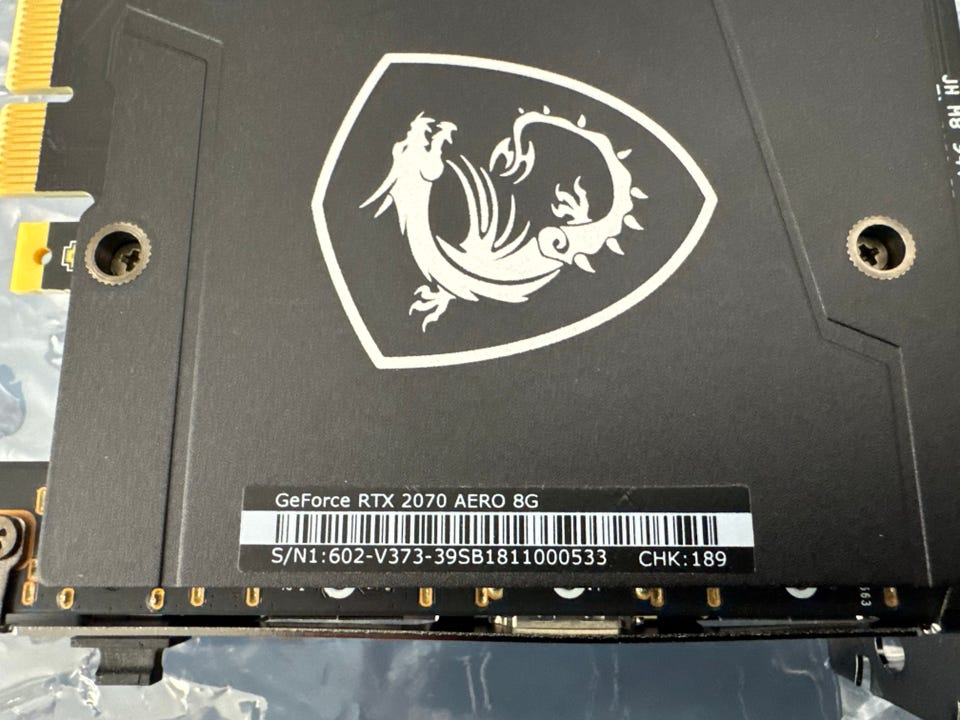 GeForce RTX 2070 AERO 8G
S/N1:602-V373-39SB1811000533 CHK:189